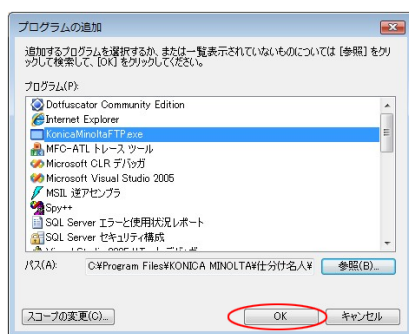 プログラムの追加
追加するプログラムを選択するか、または一覧表示されていないものについては [参照] をクリ
ックして検索して、[OK] をクリックしてください。
プログラム(P):
Dotfuscator Community Edition
Internet Explorer
KonicaMinoltaFTP.exe
MFC-ATL トレース ツール
Microsoft CLR デバッガ
Microsoft Visual Studio 2005
MSIL 逆アセンブラ
Spy++
SQL Server エラーと使用状況レポート
SQL Server セキュリティ構成
パス(A):
C:¥Program Files¥KONICA MINOLTA¥仕分け名人¥
参照(B)...
スコープの変更(C)...
OK
キャンセル